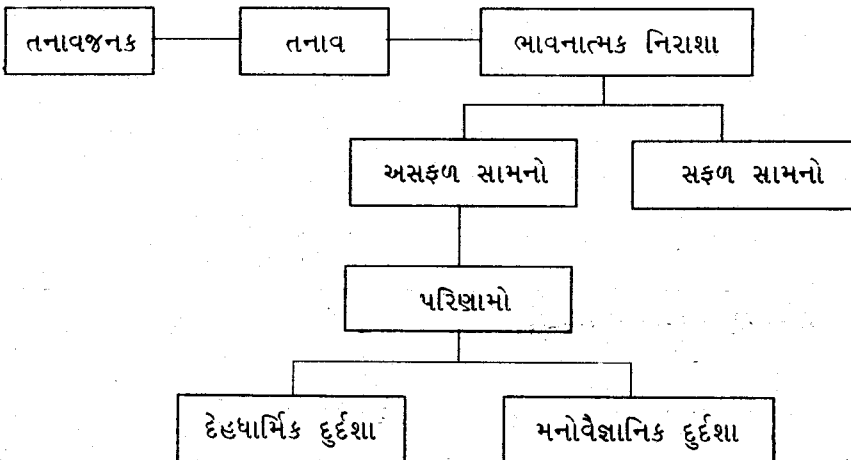 તનાવજનક
તનાવ
ભાવનાત્મક નિરાશા
અસફળ સામનો
સફળ સામનો
પરિણામો
દેહધાર્મિક દુર્દશા
મનોવૈજ્ઞાનિક દુર્દશા